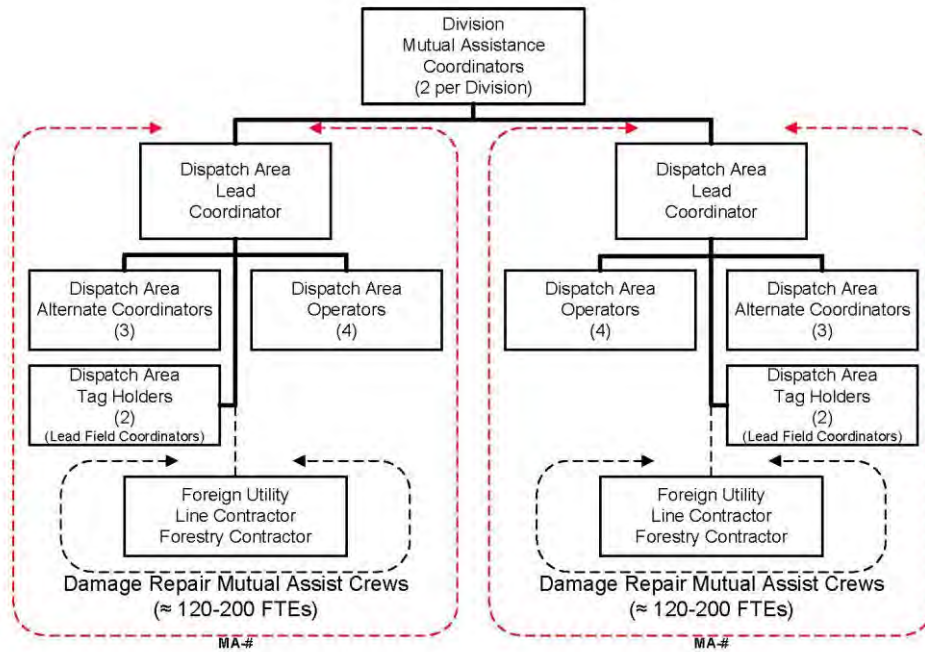 Division
Mutual Assistance
Coordinators
(2 per Division)
Dispatch Area
Lead
Coordinator
Dispatch Area
Alternate Coordinators
(3)
Dispatch Area
Operators
(4)
Dispatch Area
Tag Holders
(2)
(Lead Field Coordinators)
Foreign Utility
Line Contractor
Forestry Contractor
Damage Repair Mutual Assist Crews
(≈ 120-200 FTEs)
MA-#
Dispatch Area
Lead
Coordinator
Dispatch Area
Operators
(4)
Dispatch Area
Alternate Coordinators
(3)
Dispatch Area
Tag Holders
(2)
(Lead Field Coordinators)
Foreign Utility
Line Contractor
Forestry Contractor
Damage Repair Mutual Assist Crews
(≈ 120-200 FTEs)
MA-#